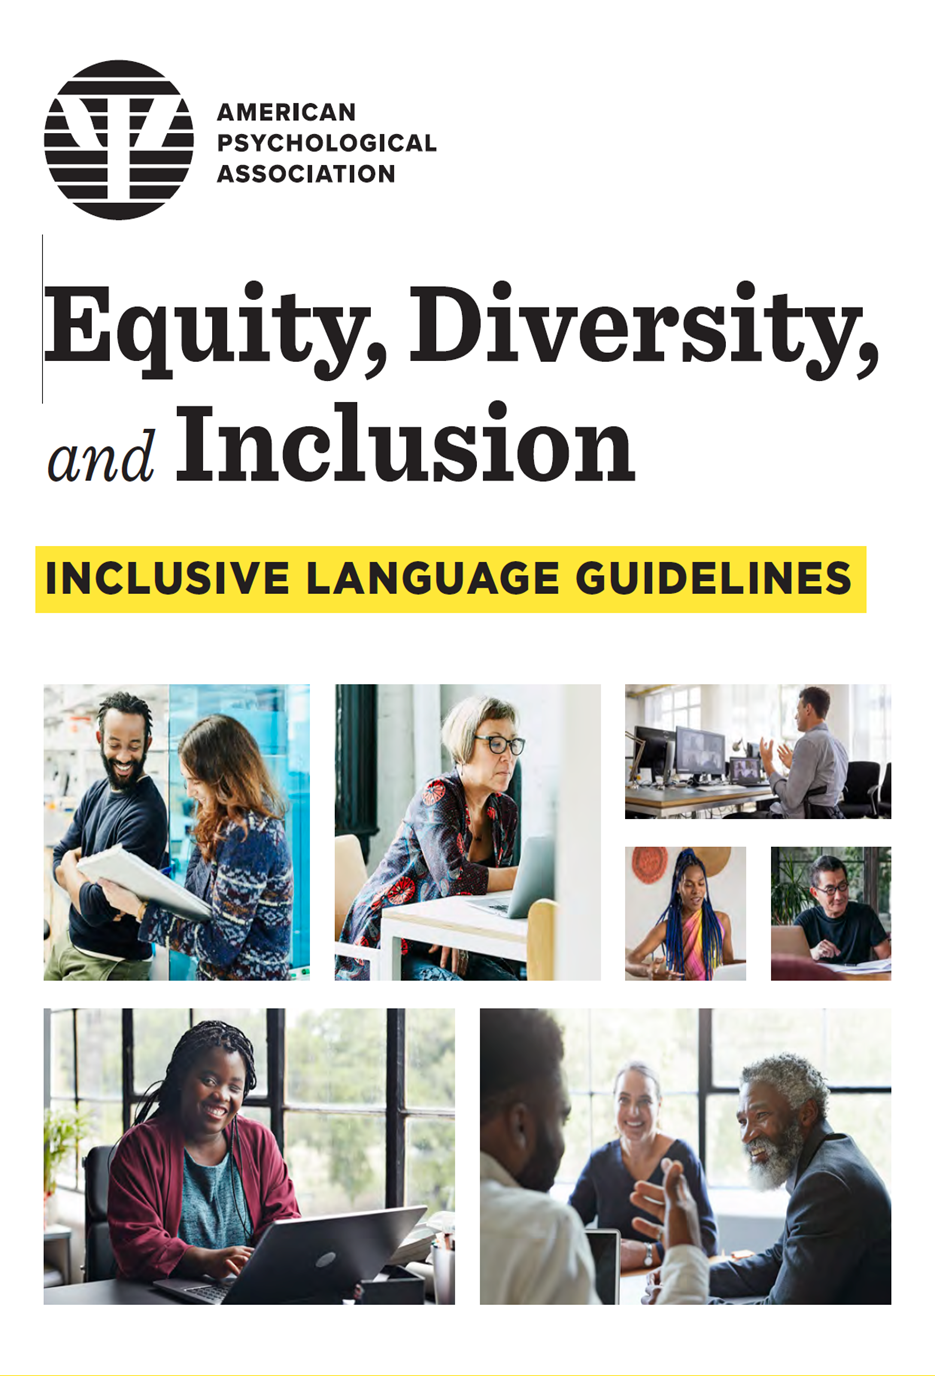 AMERICAN
PSYCHOLOGICAL
ASSOCIATION
Equity, Diversity,
and Inclusion
INCLUSIVE LANGUAGE GUIDELINES